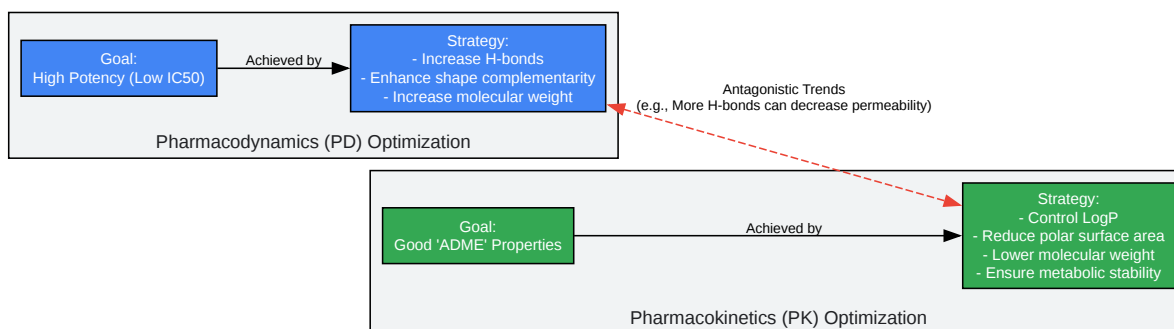 Goal:
High Potency (Low IC50)
Achieved by
Strategy:
- Increase H-bonds
- Enhance shape complementarity
- Increase molecular weight
Pharmacodynamics (PD) Optimization
Antagonistic Trends
(e.g., More H-bonds can decrease permeability)
Goal:
Good 'ADME' Properties
Achieved by
Strategy:
- Control LogP
- Reduce polar surface area
- Lower molecular weight
- Ensure metabolic stability
Pharmacokinetics (PK) Optimization